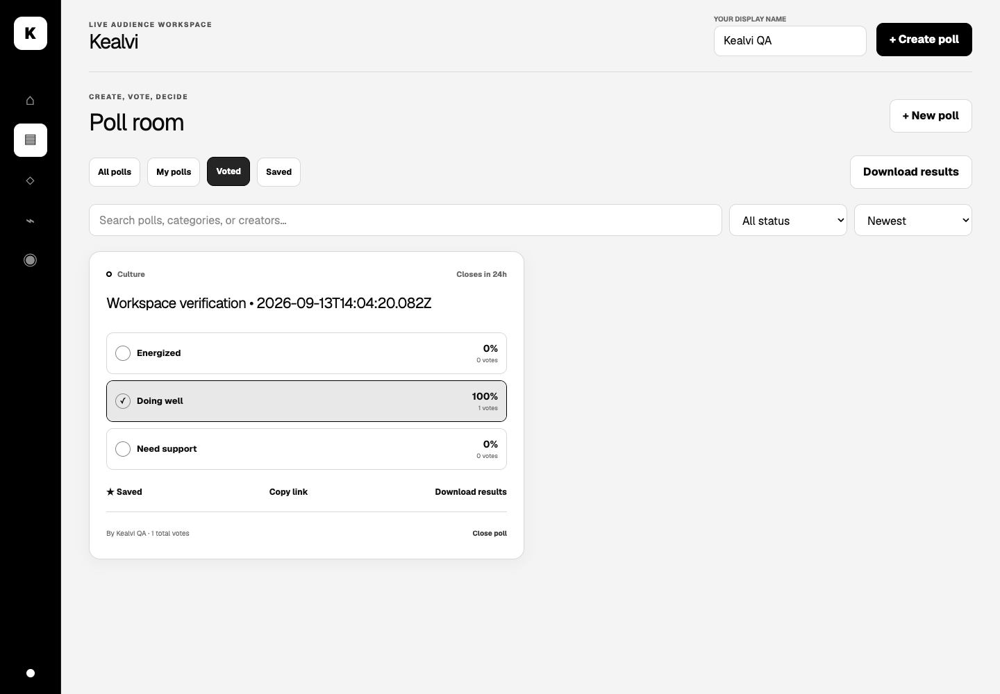 K
LIVE AUDIENCE WORKSPACE
Kealvi
YOUR DISPLAY NAME
Kealvi QA
+ Create poll
CREATE, VOTE, DECIDE
Poll room
+ New poll
All polls
My polls
Voted
Saved
Download results
Search polls, categories, or creators...
All status
Newest
Culture
Closes in 24h
Workspace verification • 2026-09-13T14:04:20.082Z
Energized
0%
0 votes
✓ Doing well
100%
1 votes
Need support
0%
0 votes
★ Saved
Copy link
Download results
By Kealvi QA · 1 total votes
Close poll